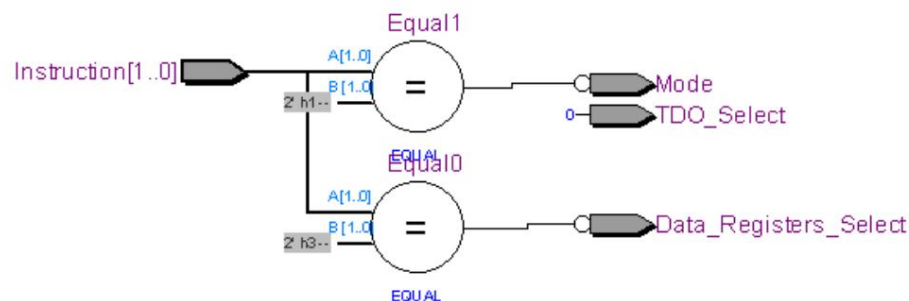 Equal1
Instruction[1..0]
A[1..0]
B[1..0]
2' h1--
=
Mode
0
TDO_Select
EQUAL
Equal0
A[1..0]
B[1..0]
2' h3--
=
Data_Registers_Select
EQUAL